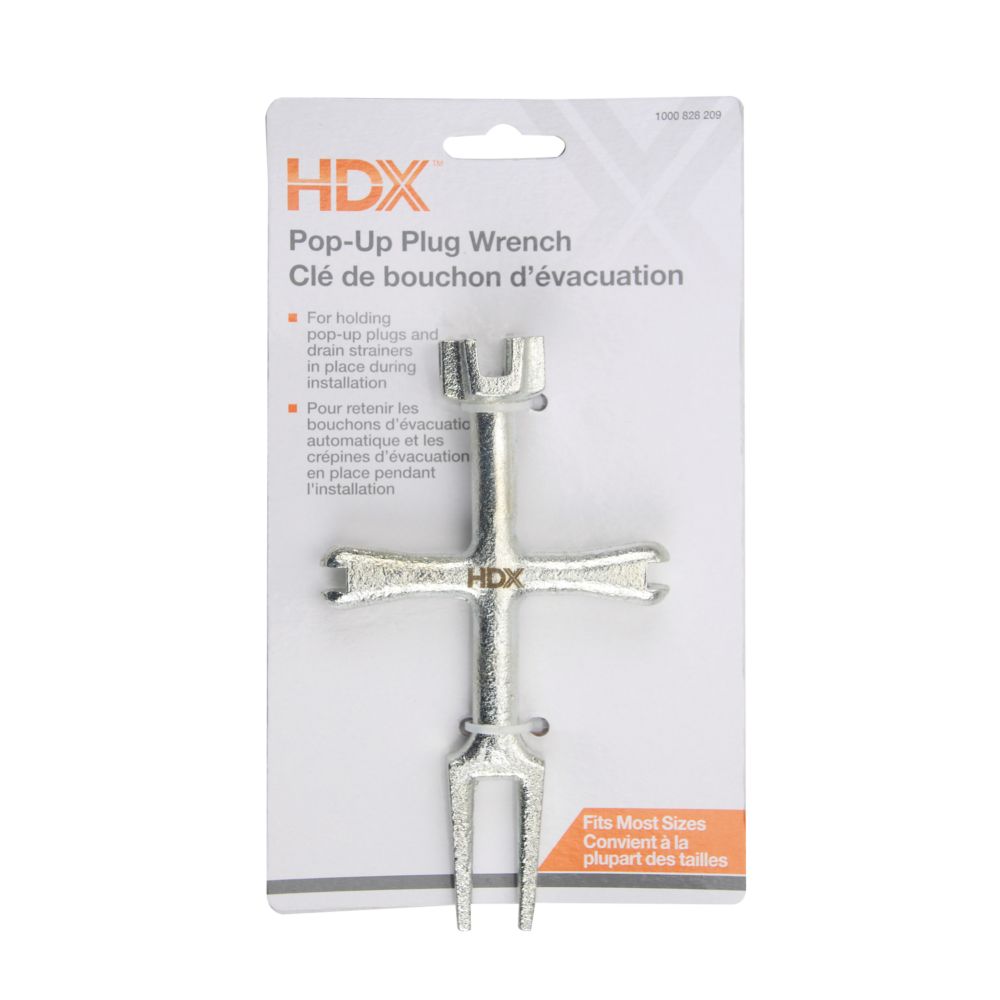 1000 828 209
HDX™
Pop-Up Plug Wrench
Clé de bouchon d'évacuation
For holding
pop-up plugs and
drain strainers
in place during
installation
Pour retenir les
bouchons d'évacuatic
automatique et les
crépines d'évacuation
en place pendant
l'installation
HDX
Fits Most Sizes
Convient à la
plupart des tailles